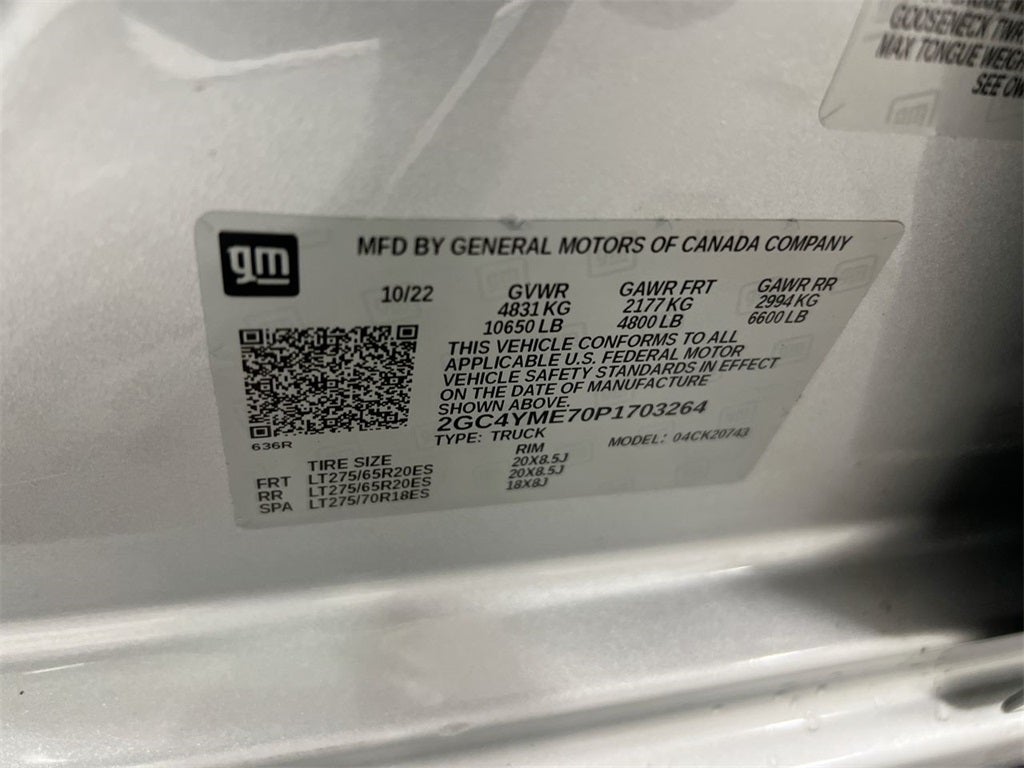 GOOSENECK
MAX TONGUE
SEE
gm
MFD BY GENERAL MOTORS OF CANADA COMPANY
10/22 GVWR GAWR FRT GAWR RR
4831 KG 2177 KG 2994 KG
10650 LB 4800 LB 6600 LB
THIS VEHICLE CONFORMS TO ALL
APPLICABLE U.S. FEDERAL MOTOR
VEHICLE SAFETY STANDARDS IN EFFECT
ON THE DATE OF MANUFACTURE
SHOWN ABOVE.
2GC4YME70P1703264
TYPE: TRUCK MODEL: 04CK20743
636R
TIRE SIZE RIM
FRT LT275/65R20ES 20X8.5J
RR LT275/65R20ES 20X8.5J
SPA LT275/70R18ES 18X8J